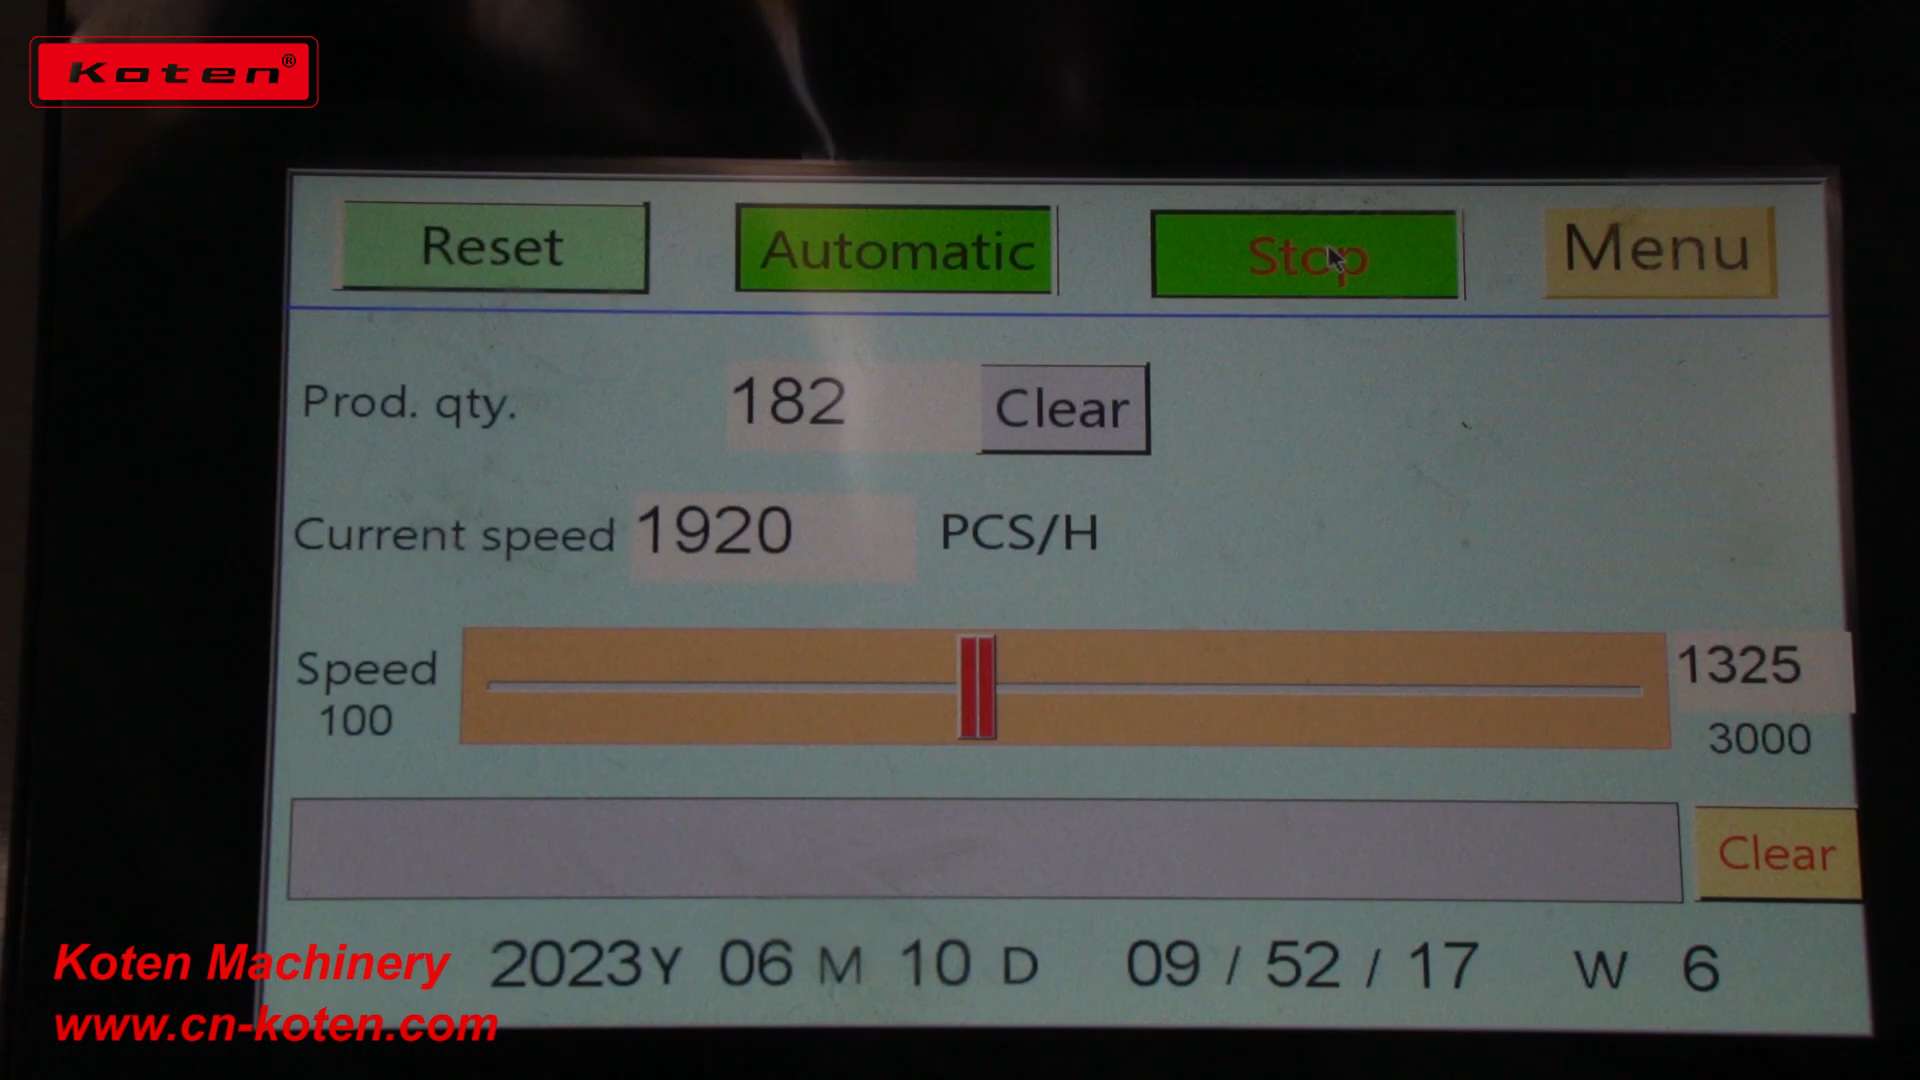 Koten®
Reset Automatic Stop Menu
Prod. qty. 182 Clear
Current speed 1920 PCS/H
Speed 1325
100 3000
Clear
2023Y 06 M 10 D 09 / 52 / 17 W 6
Koten Machinery
www.cn-koten.com